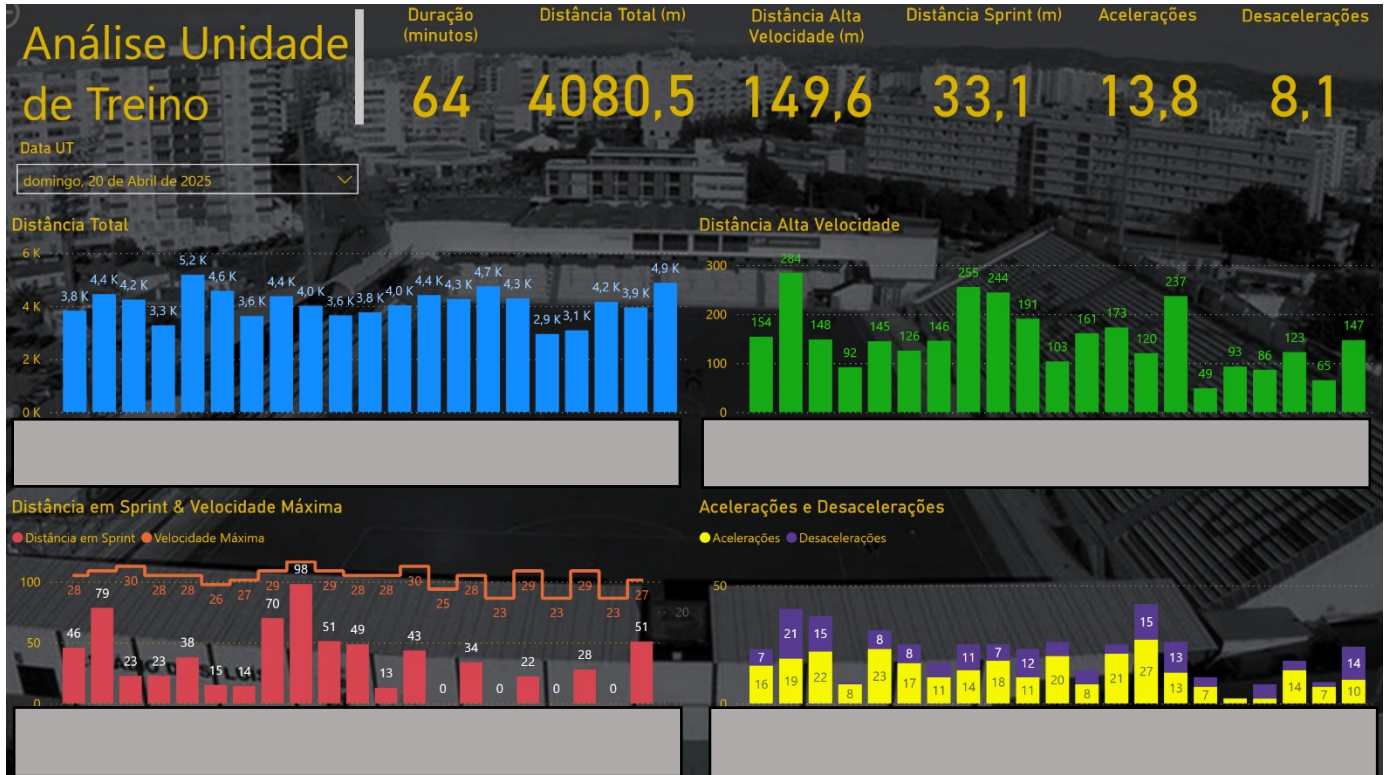 Análise Unidade
de Treino
Data UT
domingo, 20 de Abril de 2025
Duração
(minutos)
64
Distância Total (m)
4080,5
Distância Alta
Velocidade (m)
149,6
Distância Sprint (m)
33,1
Acelerações
13,8
Desacelerações
8,1
Distância Total
6 K
4 K
2 K
0 K
3,8 K 4,4 K 4,2 K 3,3 K 5,2 K 4,6 K 3,6 K 4,4 K 4,0 K 3,6 K 3,8 K 4,0 K 4,4 K 4,3 K 4,7 K 4,3 K 2,9 K 3,1 K 4,2 K 3,9 K 4,9 K
Distância Alta Velocidade
300
200
100
0
154 284 148 92 145 126 146 255 244 191 103 161 173 120 237 49 93 86 123 65 147
Distância em Sprint & Velocidade Máxima
Distância em Sprint Velocidade Máxima
100
50
0
20
28 30 28 28 26 27 29 29 28 28 30 25 28 23 29 23 29 23 27
46 79 23 23 38 15 14 70 98 51 49 13 43 0 34 0 22 0 28 0 51
Acelerações e Desacelerações
Acelerações Desacelerações
50
0
7 21 15 8 8 11 7 12 15 13 14
16 19 22 8 23 17 11 14 18 11 20 8 21 27 13 7 14 7 10